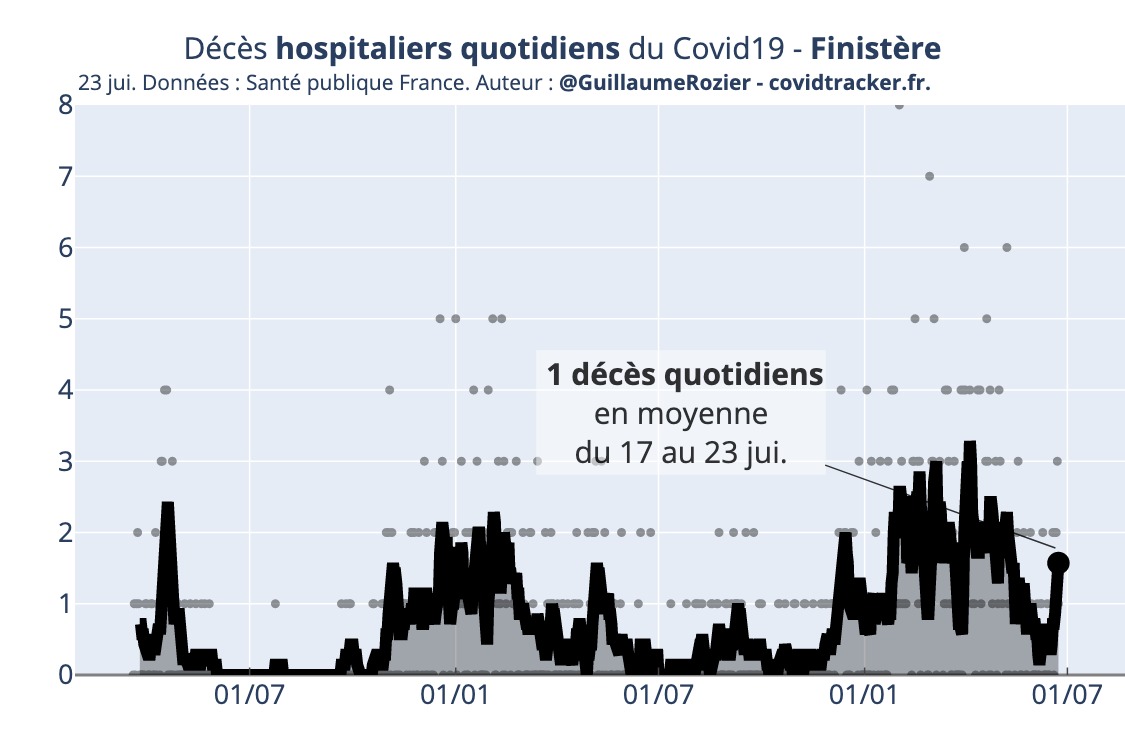 Décès hospitaliers quotidiens du Covid19 - Finistère
23 jui. Données : Santé publique France. Auteur : @GuillaumeRozier - covidtracker.fr.
8
7
6
5
4
3
2
1
0
1 décès quotidiens
en moyenne
du 17 au 23 jui.
01/07 01/01 01/07 01/01 01/07